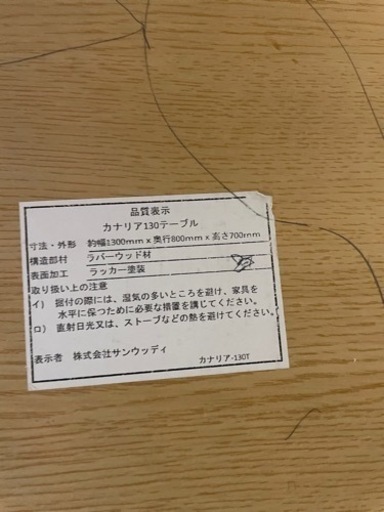 品質表示
カナリア130テーブル
寸法・外形 約幅1300mm x 奥行800mm x 高さ700mm
構造部材 ラバーウッド材
表面加工 ラッカー塗装
取り扱い上の注意
イ) 据付の際には、湿気の多いところを避け、家具を
水平に保つために必要な措置を講じてください。
ロ) 直射日光又は、ストーブなどの熱を避けてください。
表示者 株式会社サンウッディ
カナリア-130T